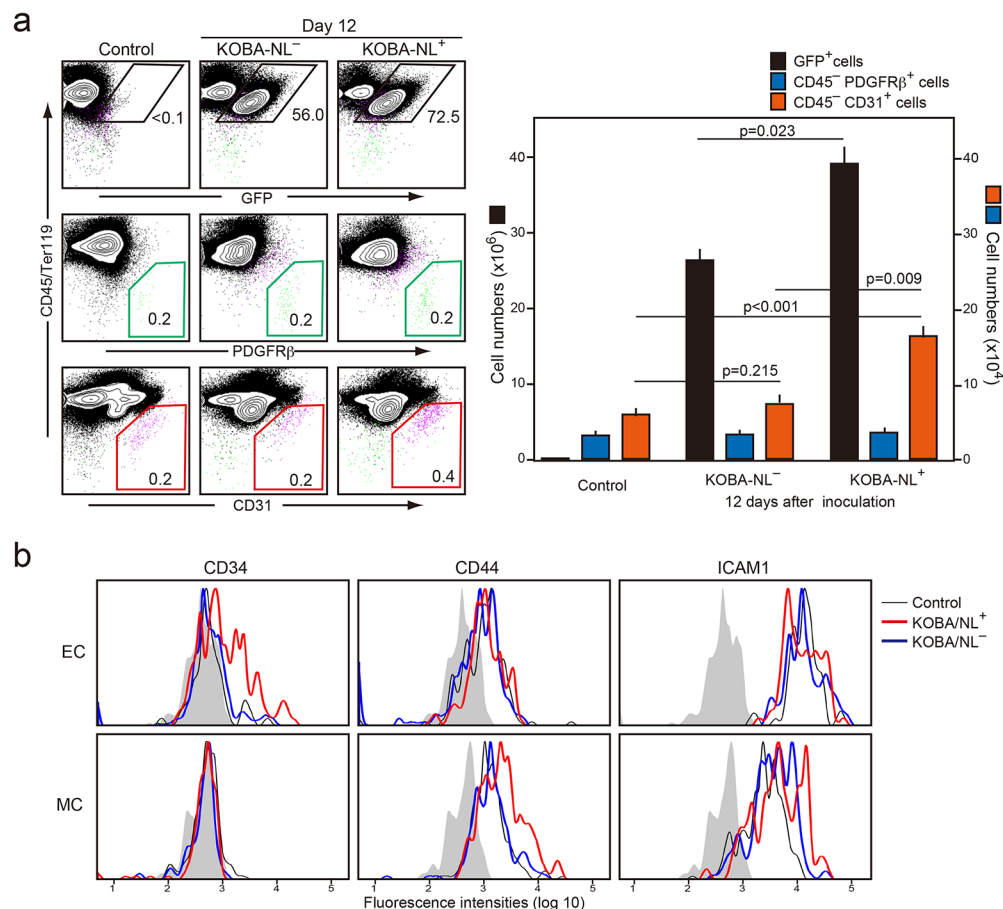 a
Day 12
Control
KOBA-NL⁻
KOBA-NL⁺
CD45/Ter119
<0.1
56.0
72.5
GFP
0.2
0.2
0.2
PDGFRβ
0.2
0.2
0.4
CD31
GFP⁺cells
CD45⁻ PDGFRβ⁺ cells
CD45⁻ CD31⁺ cells
Cell numbers (x10⁶)
40
30
20
10
0
p=0.023
p=0.009
p<0.001
p=0.215
40
30
20
10
0
Cell numbers (x10⁴)
Control
KOBA-NL⁻
KOBA-NL⁺
12 days after inoculation
b
CD34
CD44
ICAM1
EC
MC
Control
KOBA/NL⁺
KOBA/NL⁻
1 2 3 4 5
1 2 3 4 5
1 2 3 4 5
Fluorescence intensities (log 10)